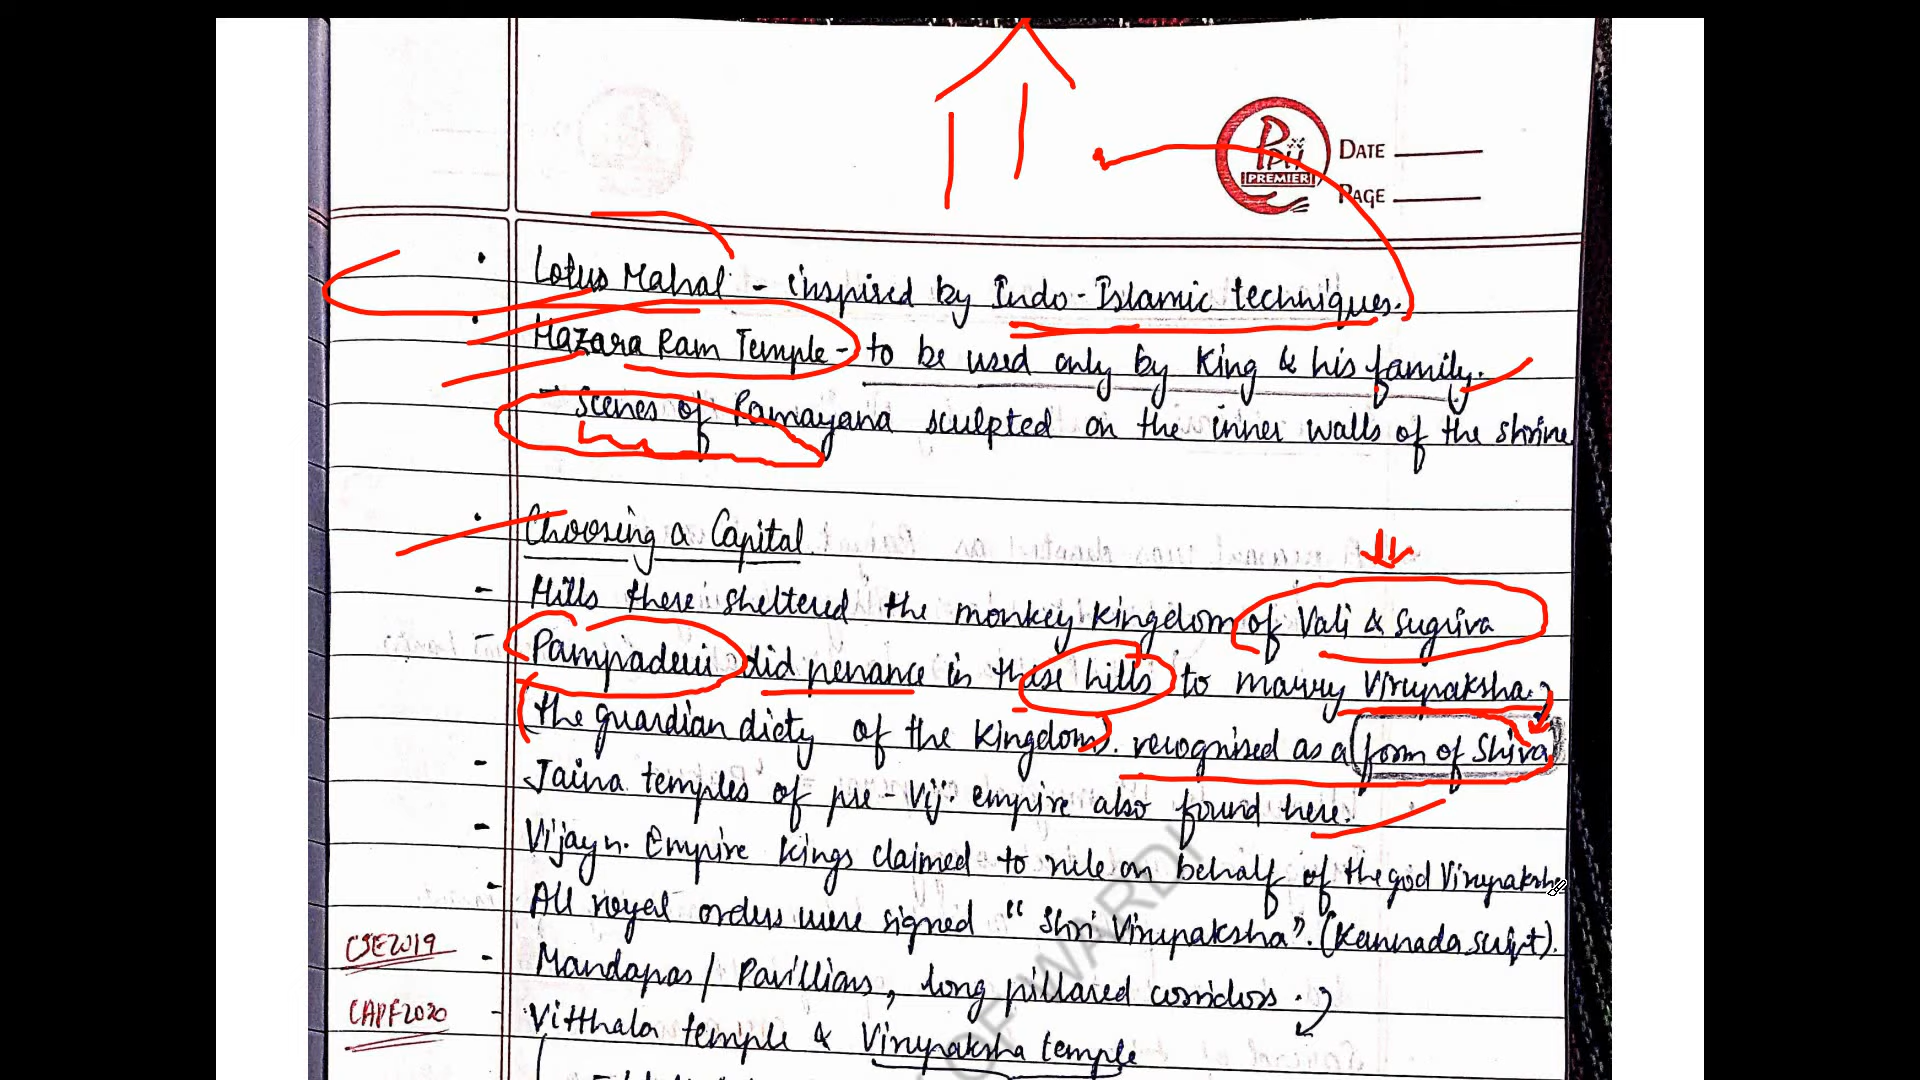 PPH
PREMIER
DATE
PAGE
• Lotus Mahal - inspired by Indo-Islamic techniques.
• Hazara Ram Temple - to be used only by King & his family.
→ Scenes of Ramayana sculpted on the inner walls of the shrine
• Choosing a Capital
- Hills there sheltered the monkey kingdom of Vali & Sugriva
- Pampadevi did penance in these hills to marry Virupaksha.
(the guardian diety of the kingdom). recognised as a form of Shiva
- Jaina temples of pre-Vij. empire also found here.
- Vijayn. Empire kings claimed to rule on behalf of the god Virupaksha
- All royal orders were signed "Shri Virupaksha". (Kannada script).
CSE2019
- Mandapas / Pavillions, long pillared corridors.
CAPF2020
- Vitthala temple & Virupaksha temple
OF WARDI